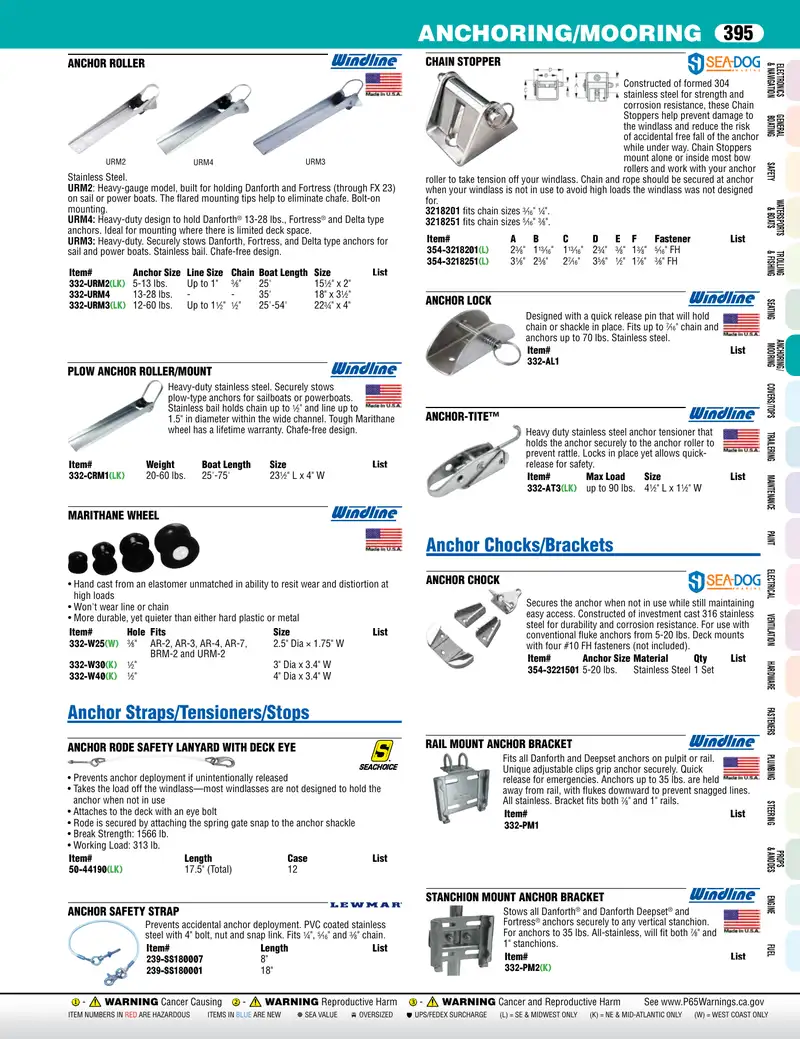 ANCHORING/MOORING 395
ANCHOR ROLLER
Windline
Made in U.S.A.
URM2
URM4
URM3
Stainless Steel.
URM2: Heavy-gauge model, built for holding Danforth and Fortress (through FX 23)
on sail or power boats. The flared mounting tips help to eliminate chafe. Bolt-on
mounting.
URM4: Heavy-duty design to hold Danforth® 13-28 lbs., Fortress® and Delta type
anchors. Ideal for mounting where there is limited deck space.
URM3: Heavy-duty. Securely stows Danforth, Fortress, and Delta type anchors for
sail and power boats. Stainless bail. Chafe-free design.
Item# Anchor Size Line Size Chain Boat Length Size List
332-URM2(LK) 5-13 lbs. Up to 1" ⅜" 25' 15½" x 2"
332-URM4 13-28 lbs. - - 35' 18" x 3½"
332-URM3(LK) 12-60 lbs. Up to 1½" ½" 25'-54' 22¾" x 4"
PLOW ANCHOR ROLLER/MOUNT
Windline
Heavy-duty stainless steel. Securely stows
plow-type anchors for sailboats or powerboats.
Stainless bail holds chain up to ½" and line up to
1.5" in diameter within the wide channel. Tough Marithane
wheel has a lifetime warranty. Chafe-free design.
Made in U.S.A.
Item# Weight Boat Length Size List
332-CRM1(LK) 20-60 lbs. 25'-75' 23½" L x 4" W
MARITHANE WHEEL
Windline
Made in U.S.A.
• Hand cast from an elastomer unmatched in ability to resit wear and distiortion at
high loads
• Won't wear line or chain
• More durable, yet quieter than either hard plastic or metal
Item# Hole Fits Size List
332-W25(W) ⅜" AR-2, AR-3, AR-4, AR-7, 2.5" Dia × 1.75" W
BRM-2 and URM-2
332-W30(K) ½" 3" Dia x 3.4" W
332-W40(K) ½" 4" Dia x 3.4" W
Anchor Straps/Tensioners/Stops
ANCHOR RODE SAFETY LANYARD WITH DECK EYE
S
SEACHOICE
• Prevents anchor deployment if unintentionally released
• Takes the load off the windlass—most windlasses are not designed to hold the
anchor when not in use
• Attaches to the deck with an eye bolt
• Rode is secured by attaching the spring gate snap to the anchor shackle
• Break Strength: 1566 lb.
• Working Load: 313 lb.
Item# Length Case List
50-44190(LK) 17.5" (Total) 12
ANCHOR SAFETY STRAP
LEWMAR
Prevents accidental anchor deployment. PVC coated stainless
steel with 4" bolt, nut and snap link. Fits ¼", 5⁄16" and ⅜" chain.
Item# Length List
239-SS180007 8"
239-SS180001 18"
CHAIN STOPPER
SEA-DOG
Constructed of formed 304
stainless steel for strength and
corrosion resistance, these Chain
Stoppers help prevent damage to
the windlass and reduce the risk
of accidental free fall of the anchor
while under way. Chain Stoppers
mount alone or inside most bow
rollers and work with your anchor
roller to take tension off your windlass. Chain and rope should be secured at anchor
when your windlass is not in use to avoid high loads the windlass was not designed
for.
3218201 fits chain sizes 3⁄16" ¼".
3218251 fits chain sizes 5⁄16" ⅜".
Item# A B C D E F Fastener List
354-3218201(L)
354-3218251(L)
ANCHOR LOCK
Windline
Designed with a quick release pin that will hold
chain or shackle in place. Fits up to 7⁄16" chain and
anchors up to 70 lbs. Stainless steel.
Made in U.S.A.
Item# List
332-AL1
ANCHOR-TITE™
Windline
Heavy duty stainless steel anchor tensioner that
holds the anchor securely to the anchor roller to
prevent rattle. Locks in place yet allows quick-
release for safety.
Made in U.S.A.
Item# Max Load Size List
332-AT3(LK) up to 90 lbs. 4½" L x 1½" W
Anchor Chocks/Brackets
ANCHOR CHOCK
SEA-DOG
Secures the anchor when not in use while still maintaining
easy access. Constructed of investment cast 316 stainless
steel for durability and corrosion resistance. For use with
conventional fluke anchors from 5-20 lbs. Deck mounts
with four #10 FH fasteners (not included).
Item# Anchor Size Material Qty List
354-3221501 5-20 lbs. Stainless Steel 1 Set
RAIL MOUNT ANCHOR BRACKET
Windline
Fits all Danforth and Deepset anchors on pulpit or rail.
Unique adjustable clips grip anchor securely. Quick
release for emergencies. Anchors up to 35 lbs. are held
away from rail, with flukes downward to prevent snagged lines.
All stainless. Bracket fits both ⅞" and 1" rails.
Made in U.S.A.
Item# List
332-PM1
STANCHION MOUNT ANCHOR BRACKET
Windline
Stows all Danforth® and Danforth Deepset® and
Fortress® anchors securely to any vertical stanchion.
For anchors to 35 lbs. All-stainless, will fit both ⅞" and
1" stanchions.
Made in U.S.A.
Item# List
332-PM2(K)
ELECTRONICS
& NAVIGATION
GENERAL
BOATING
SAFETY
WATERSPORTS
& BOATS
TROLLING
& FISHING
SEATING
ANCHORING/
MOORING
COVERS/TOPS
TRAILERING
MAINTENANCE
PAINT
ELECTRICAL
VENTILATION
HARDWARE
FASTENERS
PLUMBING
STEERING
PROPS
& ANODES
ENGINE
FUEL
1 - WARNING Cancer Causing 2 - WARNING Reproductive Harm 3 - WARNING Cancer and Reproductive Harm See www.P65Warnings.ca.gov
ITEM NUMBERS IN RED ARE HAZARDOUS ITEMS IN BLUE ARE NEW SEA VALUE OVERSIZED UPS/FEDEX SURCHARGE (L) = SE & MIDWEST ONLY (K) = NE & MID-ATLANTIC ONLY (W) = WEST COAST ONLY